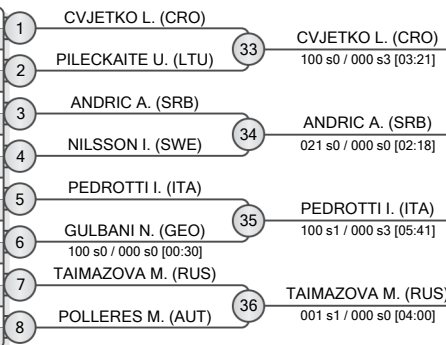 1
CVJETKO L. (CRO)
2
PILECKAITE U. (LTU)
33
CVJETKO L. (CRO)
100 s0 / 000 s3 [03:21]
3
ANDRIC A. (SRB)
4
NILSSON I. (SWE)
34
ANDRIC A. (SRB)
021 s0 / 000 s0 [02:18]
5
PEDROTTI I. (ITA)
6
GULBANI N. (GEO)
100 s0 / 000 s0 [00:30]
35
PEDROTTI I. (ITA)
100 s1 / 000 s3 [05:41]
7
TAIMAZOVA M. (RUS)
8
POLLERES M. (AUT)
36
TAIMAZOVA M. (RUS)
001 s1 / 000 s0 [04:00]